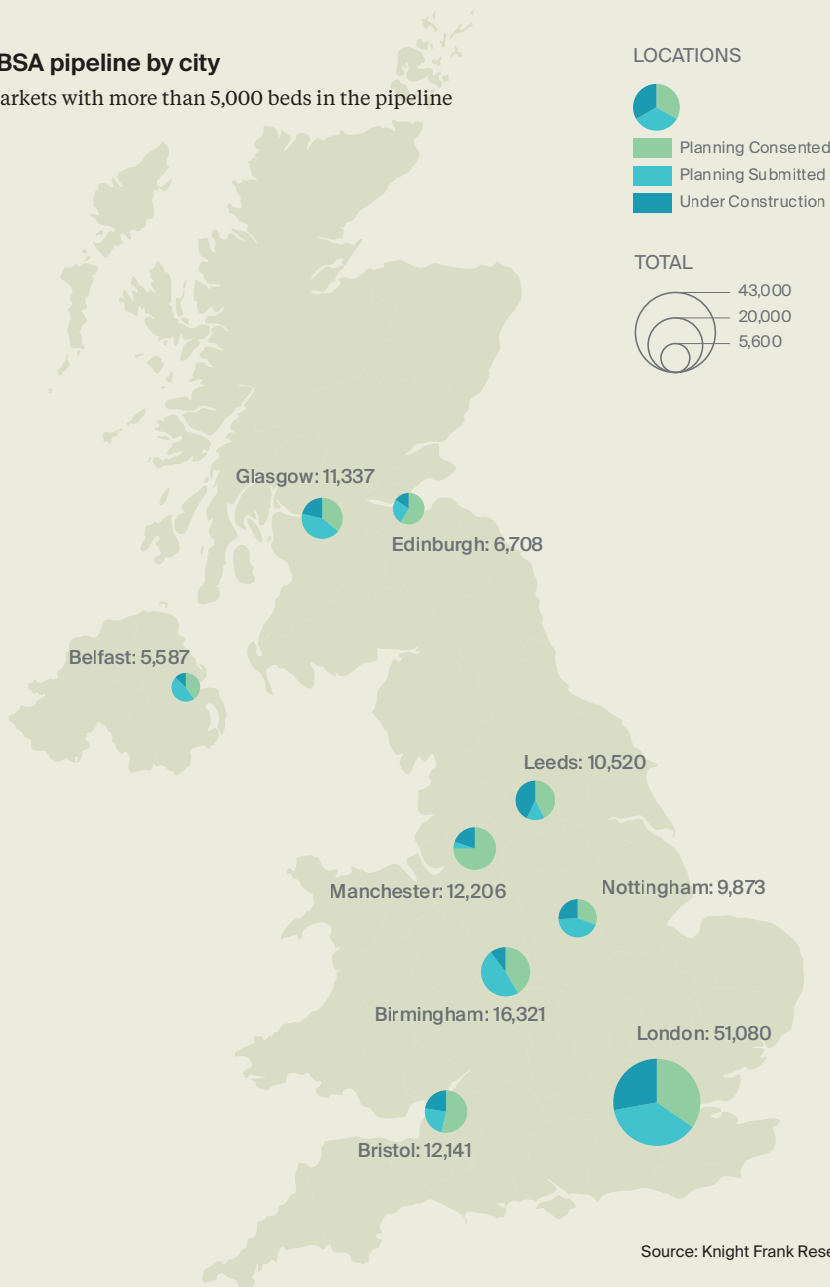 BSA pipeline by city
arkets with more than 5,000 beds in the pipeline
LOCATIONS
Planning Consented
Planning Submitted
Under Construction
TOTAL
43,000
20,000
5,600
Glasgow: 11,337
Edinburgh: 6,708
Belfast: 5,587
Leeds: 10,520
Manchester: 12,206
Nottingham: 9,873
Birmingham: 16,321
London: 51,080
Bristol: 12,141
Source: Knight Frank Rese